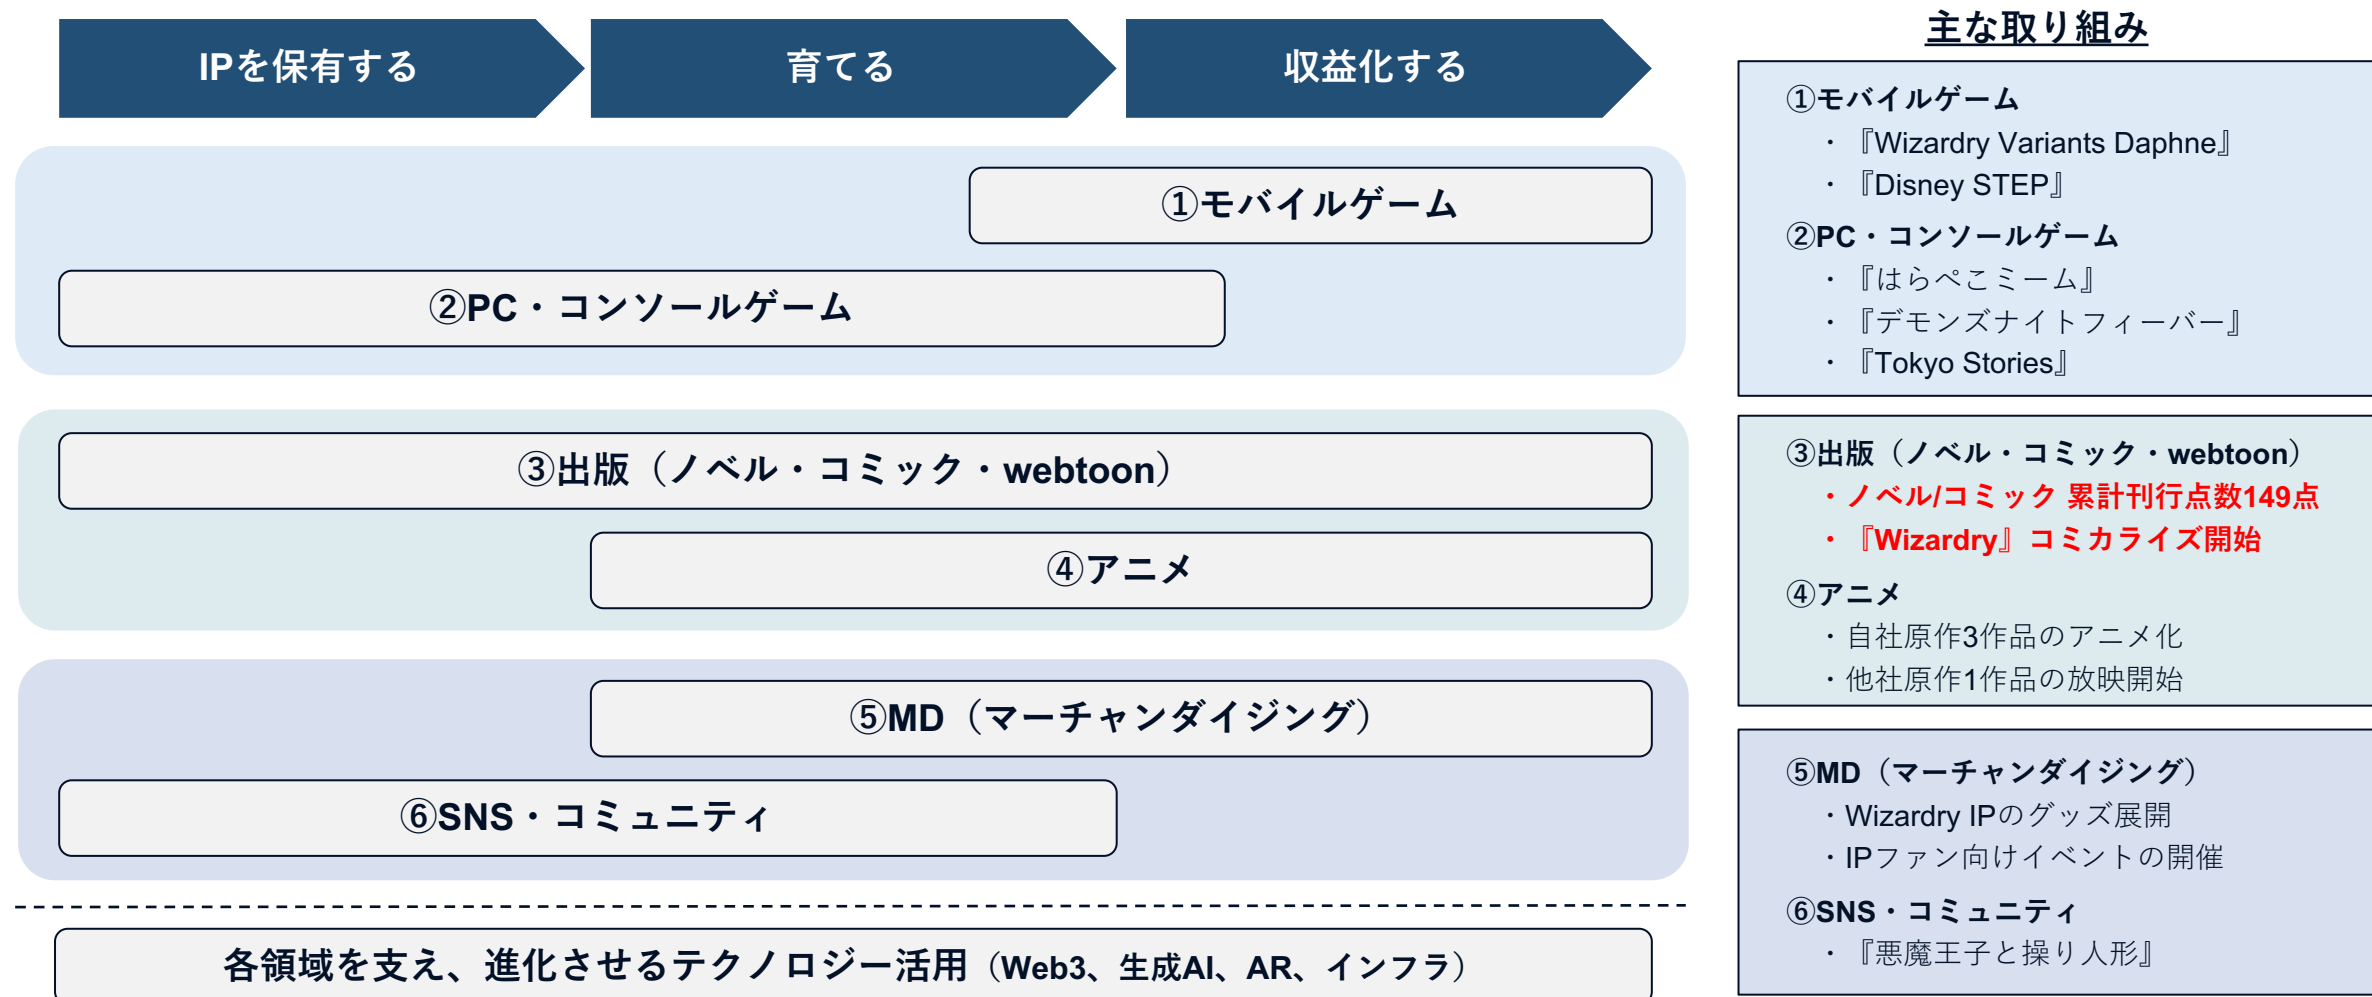 IPを保有する
育てる
収益化する
①モバイルゲーム
②PC・コンソールゲーム
③出版（ノベル・コミック・webtoon）
④アニメ
⑤MD（マーチャンダイジング）
⑥SNS・コミュニティ
各領域を支え、進化させるテクノロジー活用（Web3、生成AI、AR、インフラ）
主な取り組み
①モバイルゲーム
・『Wizardry Variants Daphne』
・『Disney STEP』
②PC・コンソールゲーム
・『はらぺこミーム』
・『デモンズナイトフィーバー』
・『Tokyo Stories』
③出版（ノベル・コミック・webtoon）
・ノベル/コミック 累計刊行点数149点
・『Wizardry』コミカライズ開始
④アニメ
・自社原作3作品のアニメ化
・他社原作1作品の放映開始
⑤MD（マーチャンダイジング）
・Wizardry IPのグッズ展開
・IPファン向けイベントの開催
⑥SNS・コミュニティ
・『悪魔王子と操り人形』